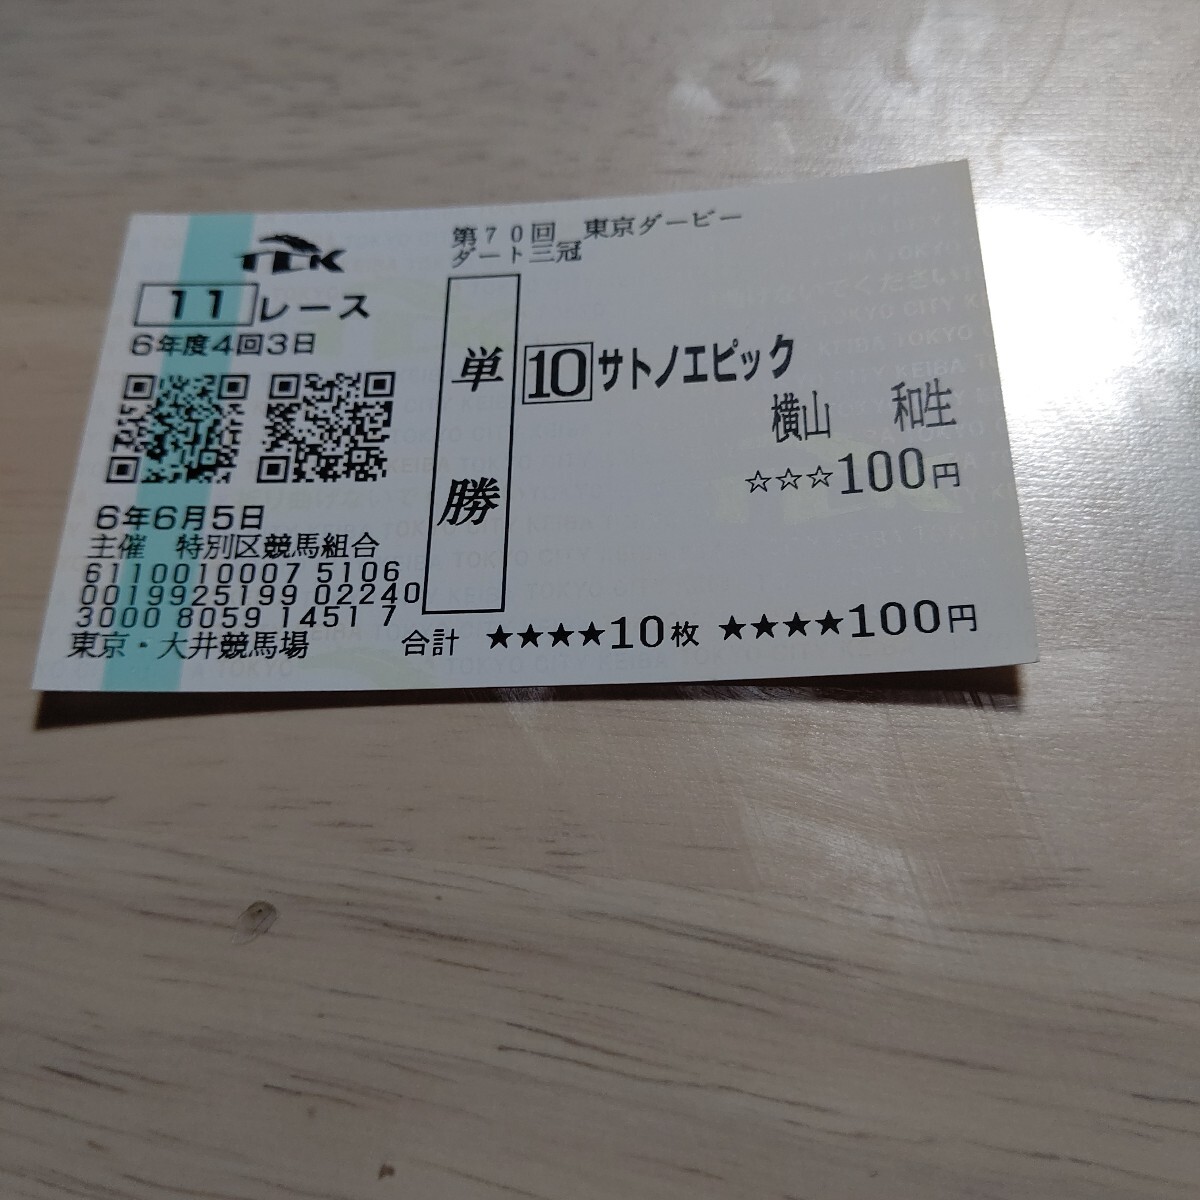 TCK
第70回 東京ダービー
ダート三冠
11レース
6年度4回3日
単勝
10 サトノエピック
横山 和生
☆☆☆100円
6年6月5日
主催 特別区競馬組合
6110010007 5106
0019925199 02240
3000 8059 1451 7
東京・大井競馬場
合計 ★★★★10枚 ★★★★100円